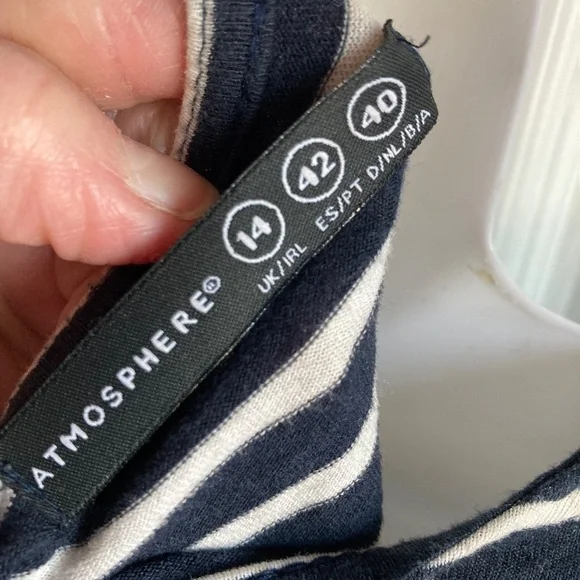 ATMOSPHERE®
14 42 40
UK/IRL ES/PT D/NL/B/A